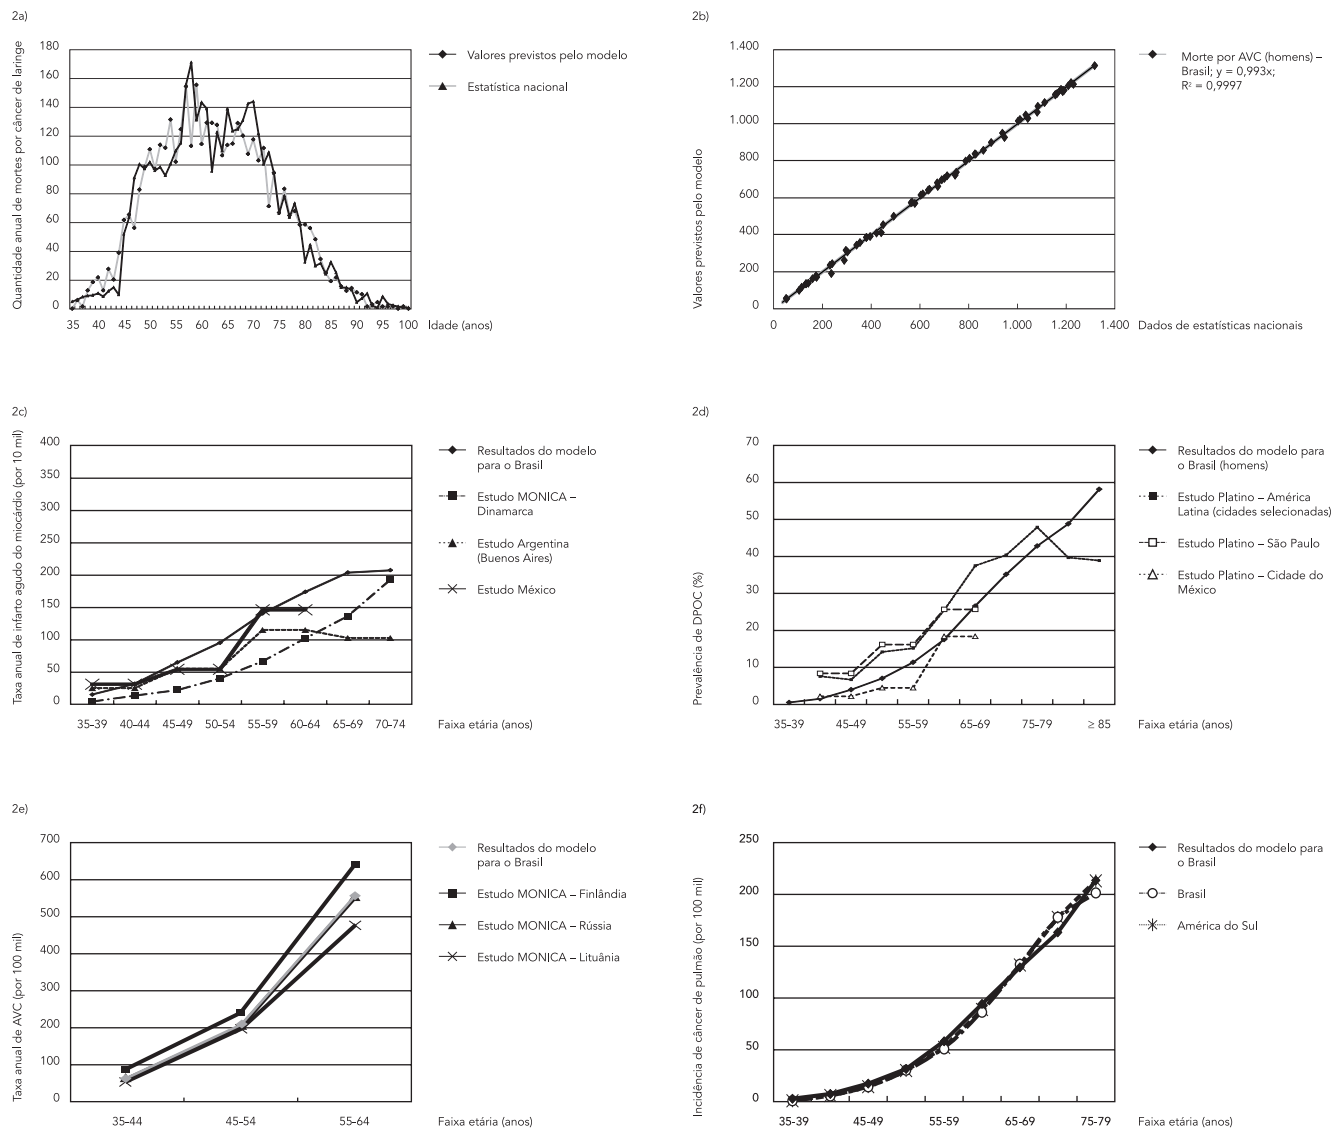 2a)
Quantidade anual de mortes por câncer de laringe
180
160
140
120
100
80
60
40
20
0
35 40 45 50 55 60 65 70 75 80 85 90 95 100
Idade (anos)
Valores previstos pelo modelo
Estatística nacional
2b)
Valores previstos pelo modelo
1.400
1.200
1.000
800
600
400
200
0
0 200 400 600 800 1.000 1.200 1.400
Dados de estatísticas nacionais
Morte por AVC (homens) –
Brasil; y = 0,993x;
R² = 0,9997
2c)
Taxa anual de infarto agudo do miocárdio (por 10 mil)
400
350
300
250
200
150
100
50
0
35-39 40-44 45-49 50-54 55-59 60-64 65-69 70-74
Faixa etária (anos)
Resultados do modelo
para o Brasil
Estudo MONICA –
Dinamarca
Estudo Argentina
(Buenos Aires)
Estudo México
2d)
Prevalência de DPOC (%)
70
60
50
40
30
20
10
0
35-39 45-49 55-59 65-69 75-79 ≥ 85
Faixa etária (anos)
Resultados do modelo para
o Brasil (homens)
Estudo Platino – América
Latina (cidades selecionadas)
Estudo Platino – São Paulo
Estudo Platino – Cidade do
México
2e)
Taxa anual de AVC (por 100 mil)
700
600
500
400
300
200
100
0
35-44 45-54 55-64
Faixa etária (anos)
Resultados do modelo
para o Brasil
Estudo MONICA – Finlândia
Estudo MONICA – Rússia
Estudo MONICA – Lituânia
2f)
Incidência de câncer de pulmão (por 100 mil)
250
200
150
100
50
0
35-39 45-49 55-59 65-69 75-79
Faixa etária (anos)
Resultados do modelo para
o Brasil
Brasil
América do Sul